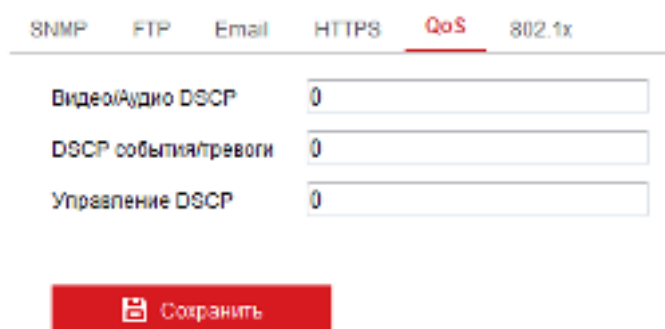 SNMP FTP Email HTTPS QoS 802.1x
Видео/Аудио DSCP 0
DSCP события/тревоги 0
Управление DSCP 0
Сохранить